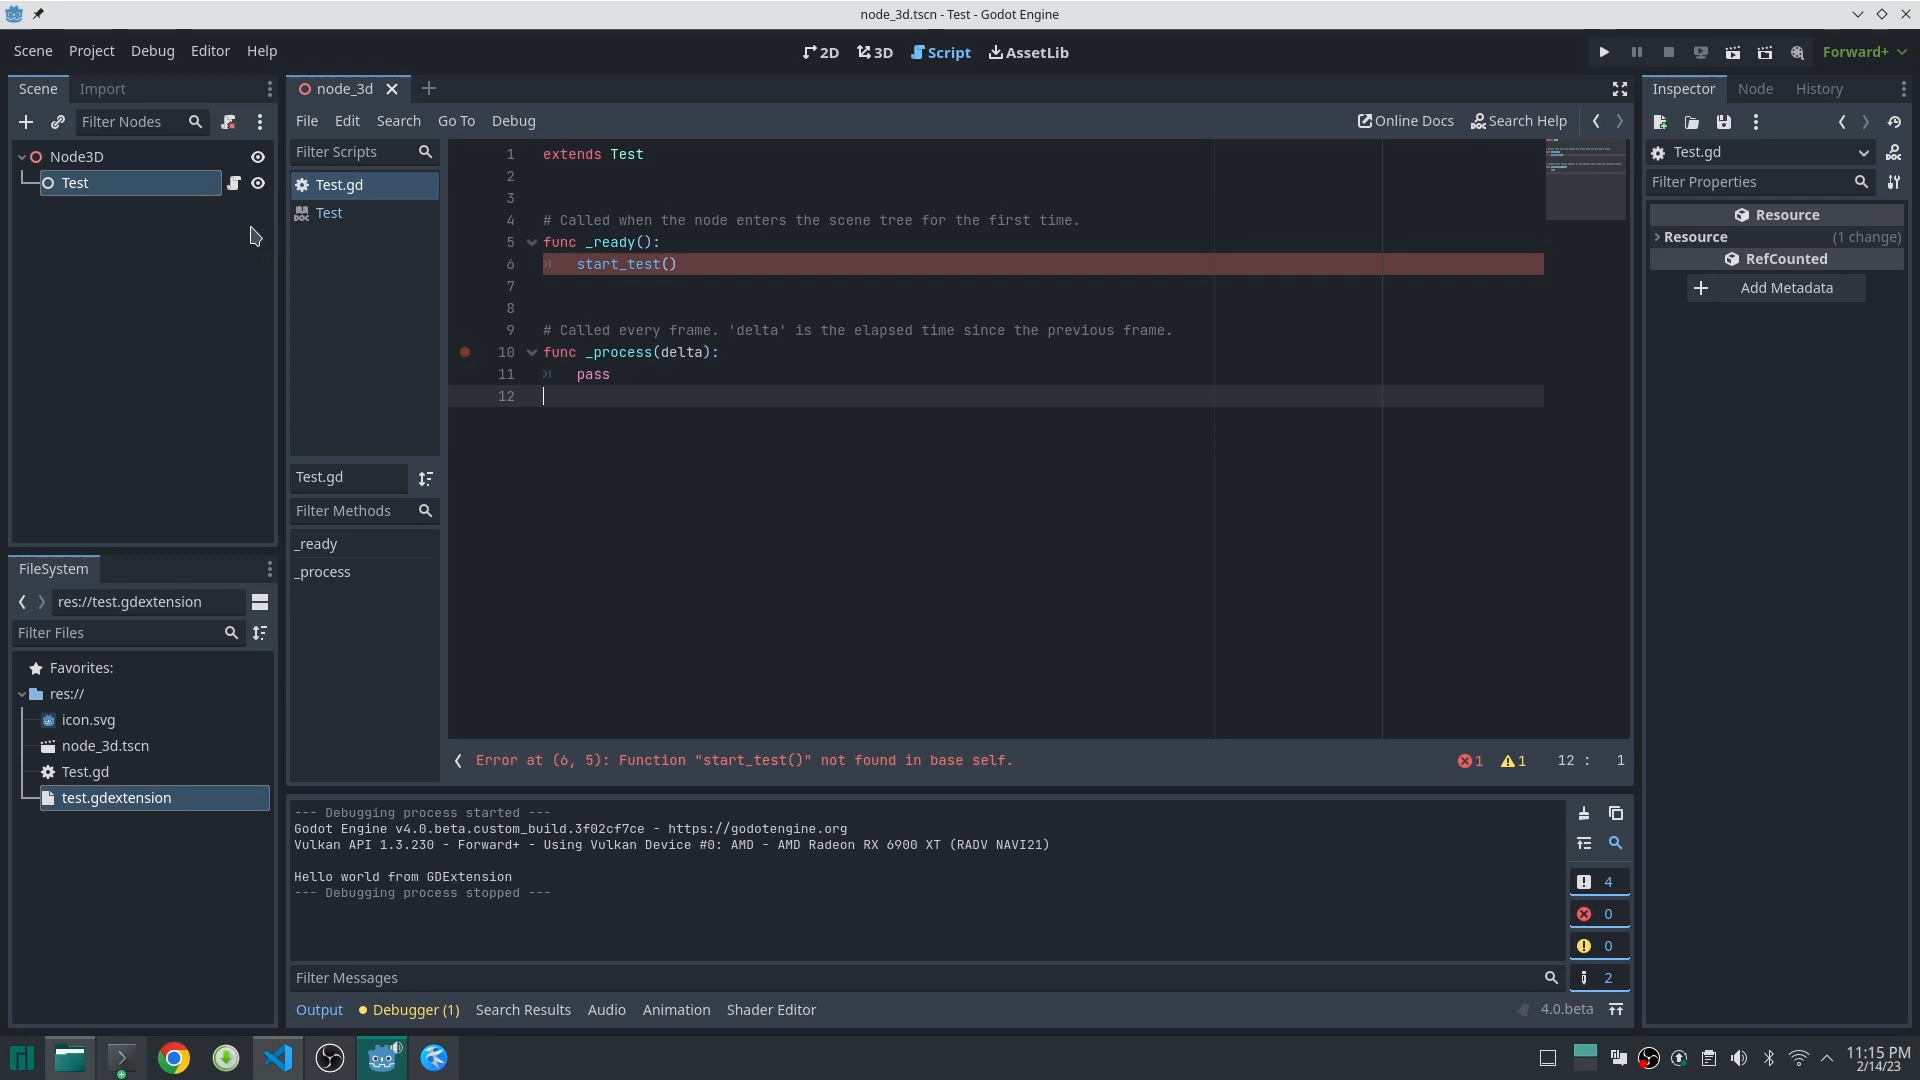 node_3d.tscn - Test - Godot Engine
Scene Project Debug Editor Help
2D 3D Script AssetLib
Forward+
Scene Import
Filter Nodes
Node3D
Test
node_3d
File Edit Search Go To Debug
Online Docs Search Help
Filter Scripts
Test.gd
Test
Test.gd
Filter Methods
_ready
_process
1 extends Test
2
3
4 # Called when the node enters the scene tree for the first time.
5 func _ready():
6 start_test()
7
8
9 # Called every frame. 'delta' is the elapsed time since the previous frame.
10 func _process(delta):
11 pass
12
Error at (6, 5): Function "start_test()" not found in base self.
1 1 12 : 1
Inspector Node History
Test.gd
Filter Properties
Resource
Resource (1 change)
RefCounted
Add Metadata
FileSystem
res://test.gdextension
Filter Files
Favorites:
res://
icon.svg
node_3d.tscn
Test.gd
test.gdextension
--- Debugging process started ---
Godot Engine v4.0.beta.custom_build.3f02cf7ce - https://godotengine.org
Vulkan API 1.3.230 - Forward+ - Using Vulkan Device #0: AMD - AMD Radeon RX 6900 XT (RADV NAVI21)
Hello world from GDExtension
--- Debugging process stopped ---
4
0
0
2
Filter Messages
Output Debugger (1) Search Results Audio Animation Shader Editor
4.0.beta
11:15 PM
2/14/23